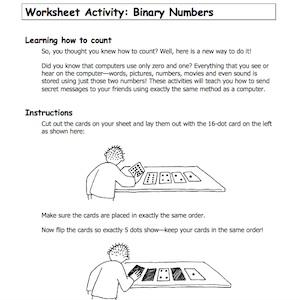 Worksheet Activity: Binary Numbers
Learning how to count
So, you thought you knew how to count? Well, here is a new way to do it!
Did you know that computers use only zero and one? Everything that you see or
hear on the computer—words, pictures, numbers, movies and even sound is
stored using just those two numbers! These activities will teach you how to send
secret messages to your friends using exactly the same method as a computer.
Instructions
Cut out the cards on your sheet and lay them out with the 16-dot card on the left
as shown here:
Make sure the cards are placed in exactly the same order.
Now flip the cards so exactly 5 dots show—keep your cards in the same order!